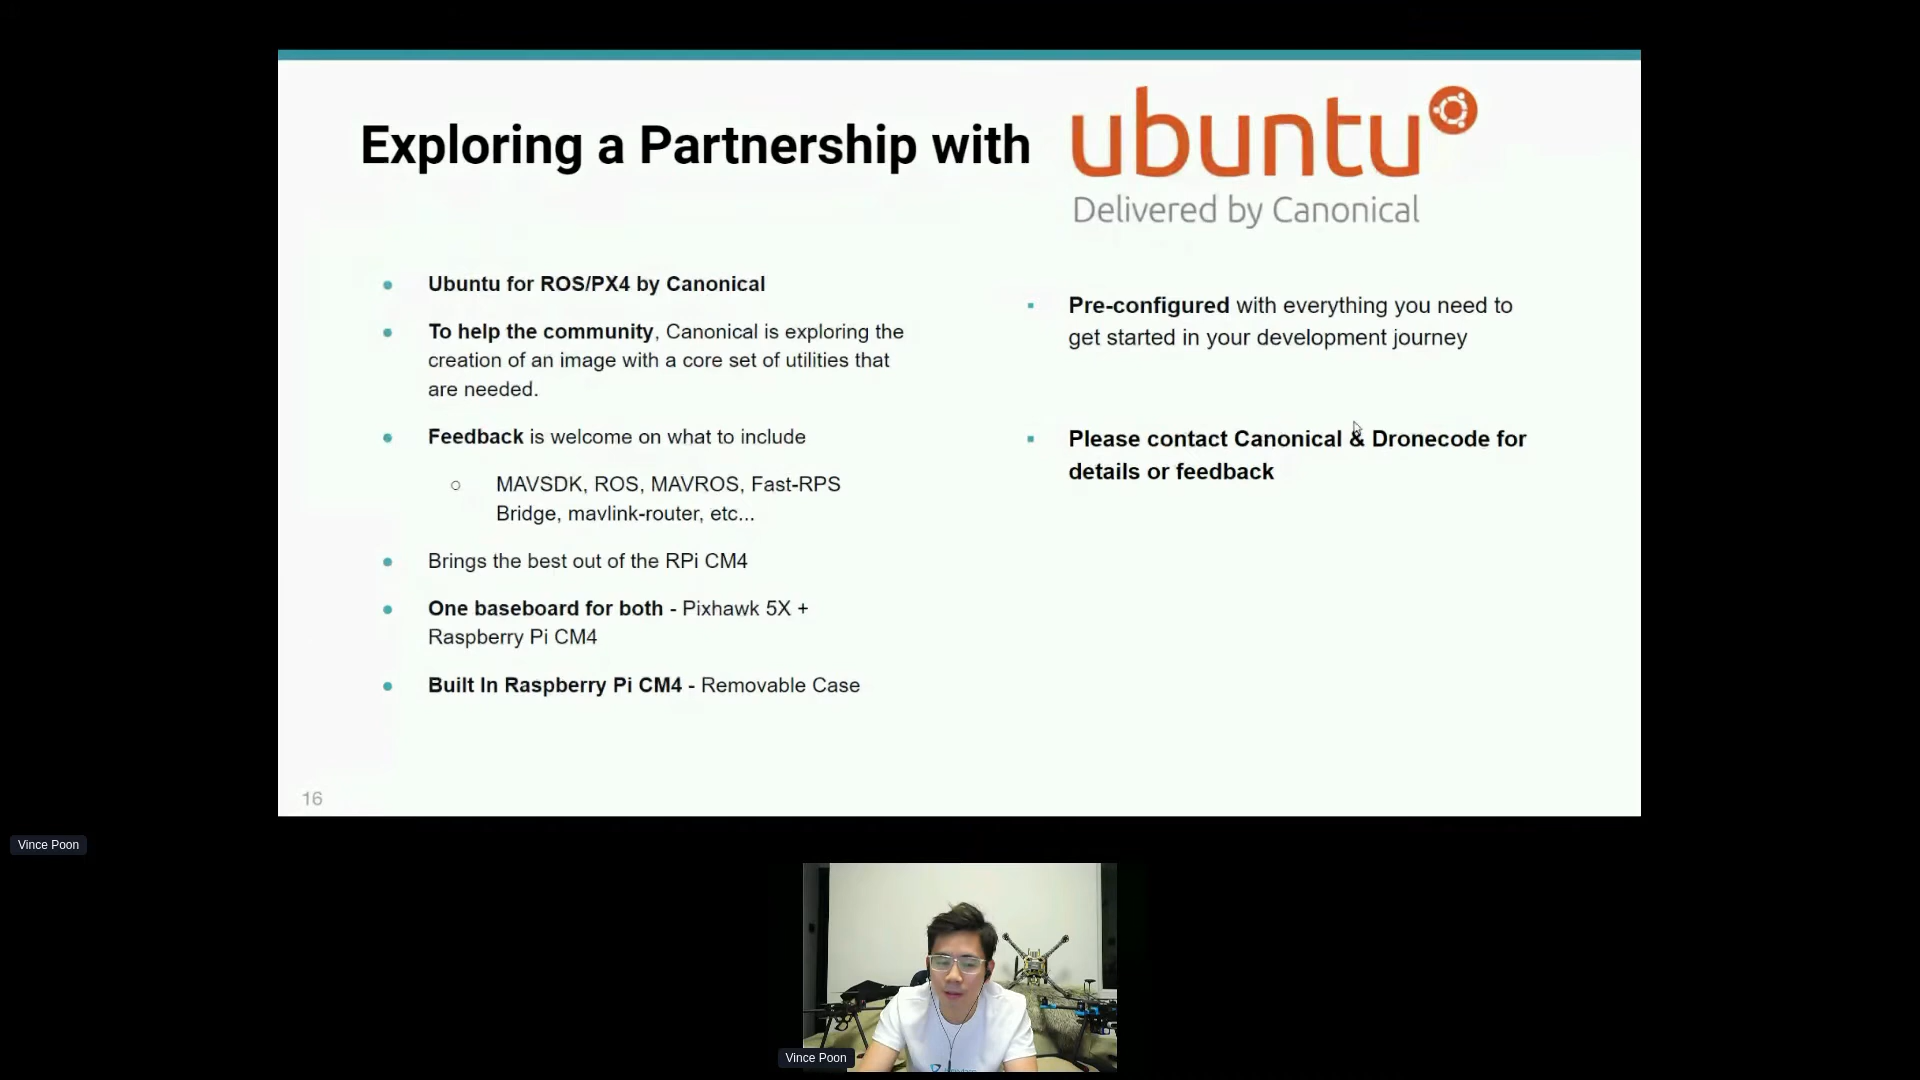 Exploring a Partnership with
ubuntu
Delivered by Canonical
Ubuntu for ROS/PX4 by Canonical
To help the community, Canonical is exploring the
creation of an image with a core set of utilities that
are needed.
Feedback is welcome on what to include
MAVSDK, ROS, MAVROS, Fast-RPS
Bridge, mavlink-router, etc...
Brings the best out of the RPi CM4
One baseboard for both - Pixhawk 5X +
Raspberry Pi CM4
Built In Raspberry Pi CM4 - Removable Case
Pre-configured with everything you need to
get started in your development journey
Please contact Canonical & Dronecode for
details or feedback
16
Vince Poon
Vince Poon